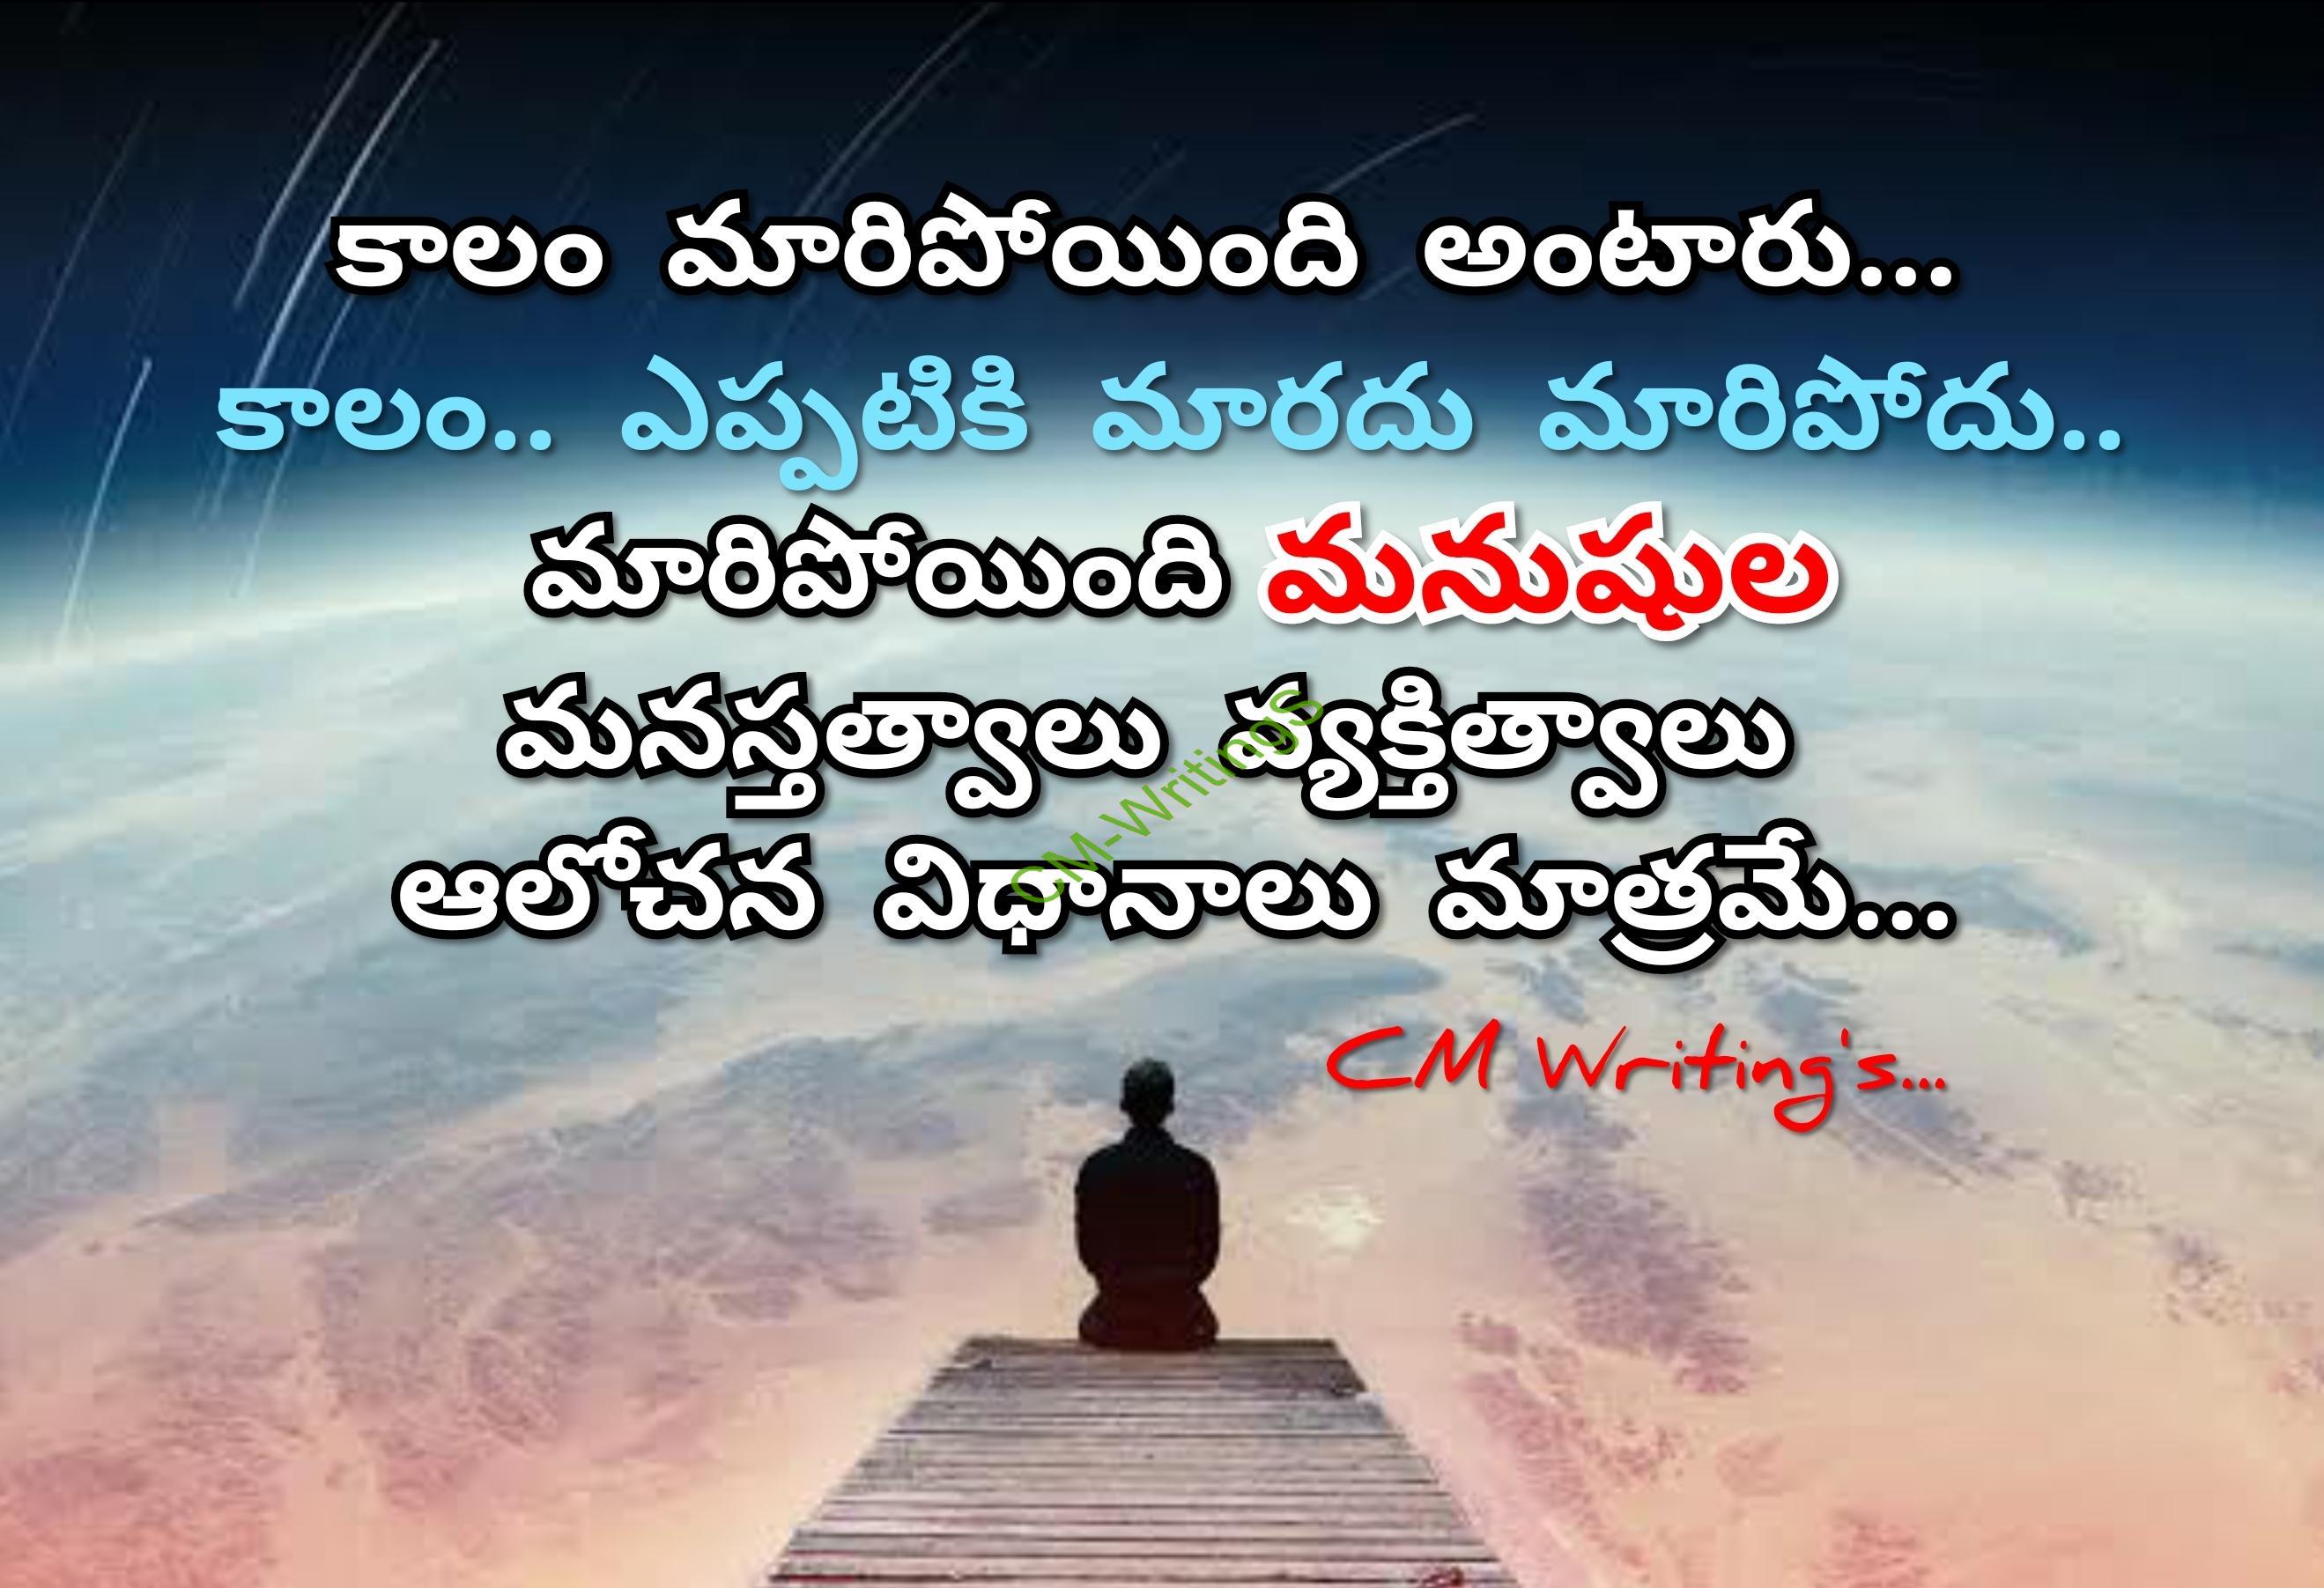 కాలం మారిపోయింది అంటారు...
కాలం.. ఎప్పటికి మారదు మారిపోదు..
మారిపోయింది మనుషుల
మనస్తత్వాలు వ్యక్తిత్వాలు
ఆలోచన విధానాలు మాత్రమే...
CM-Writings
CM Writing's...